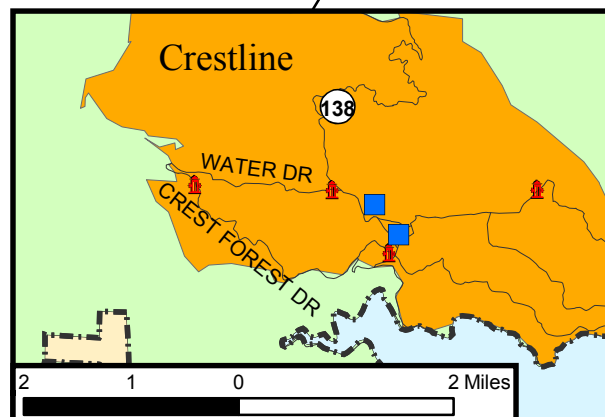 Crestline
138
WATER DR
CREST FOREST DR
2 1 0 2 Miles